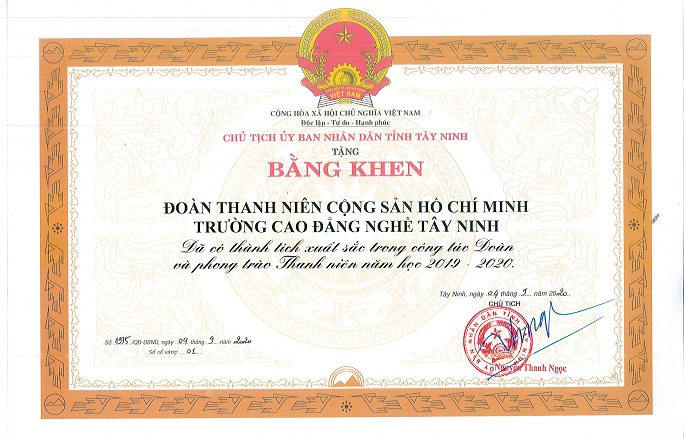 VIỆT NAM
CỘNG HÒA XÃ HỘI CHỦ NGHĨA VIỆT NAM
Độc lập - Tự do - Hạnh phúc
CHỦ TỊCH ỦY BAN NHÂN DÂN TỈNH TÂY NINH
TẶNG
BẰNG KHEN
ĐOÀN THANH NIÊN CỘNG SẢN HỒ CHÍ MINH
TRƯỜNG CAO ĐẲNG NGHỀ TÂY NINH
Đã có thành tích xuất sắc trong công tác Đoàn
và phong trào Thanh niên năm học 2019 - 2020.
Tây Ninh, ngày 04 tháng 9 năm 2020
CHỦ TỊCH
Số /QĐ-UBND, ngày 04 tháng 9 năm 2020
Số sổ vàng: 01
Nguyễn Thanh Ngọc